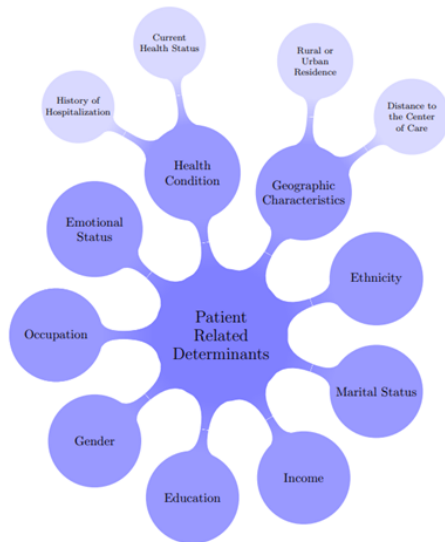 Current
Health Status
Rural or
Urban
Residence
History of
Hospitalization
Distance to
the Center
of Care
Health
Condition
Geographic
Characteristics
Emotional
Status
Ethnicity
Patient
Related
Determinants
Occupation
Marital Status
Gender
Income
Education